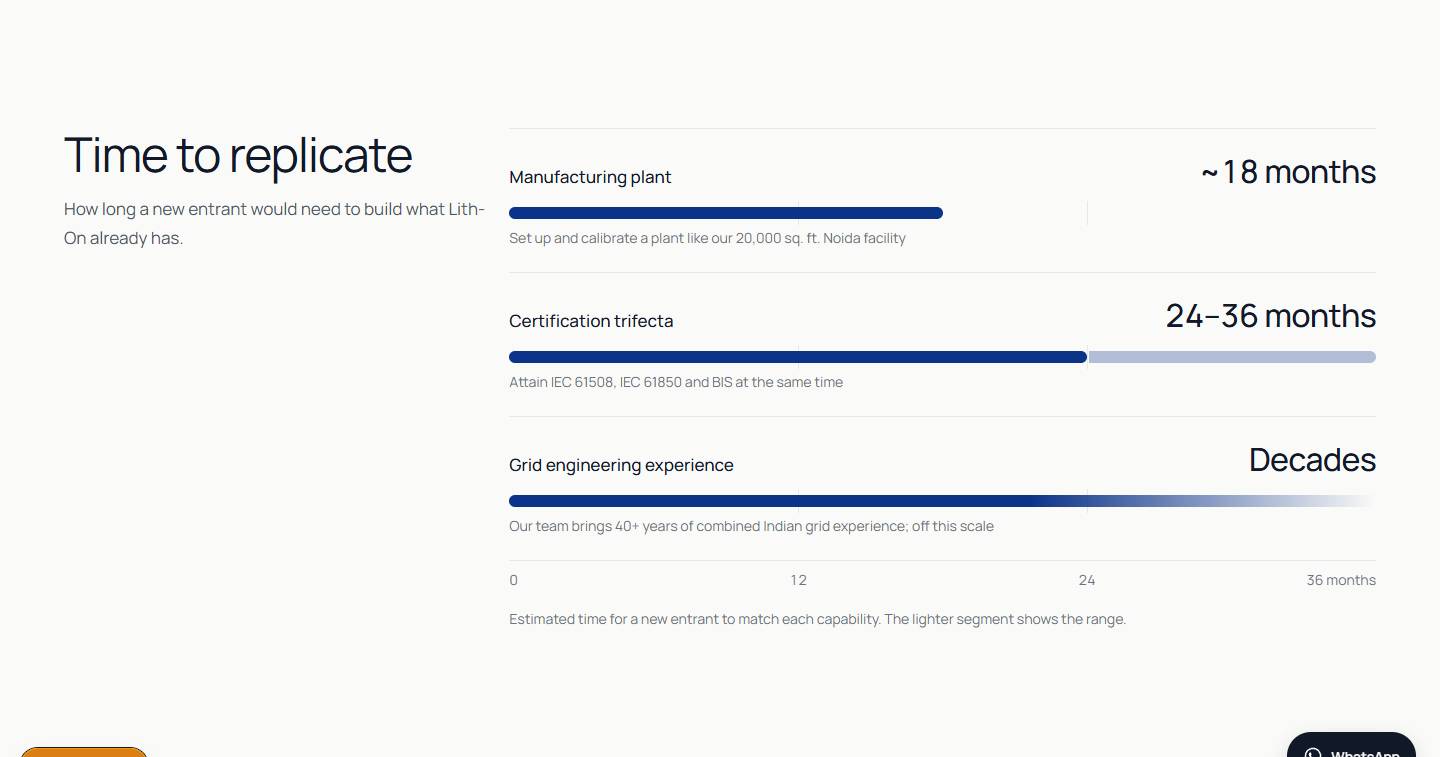 Time to replicate
How long a new entrant would need to build what Lith-
On already has.
Manufacturing plant
~18 months
Set up and calibrate a plant like our 20,000 sq. ft. Noida facility
Certification trifecta
24–36 months
Attain IEC 61508, IEC 61850 and BIS at the same time
Grid engineering experience
Decades
Our team brings 40+ years of combined Indian grid experience; off this scale
0 12 24 36 months
Estimated time for a new entrant to match each capability. The lighter segment shows the range.
WhatsApp